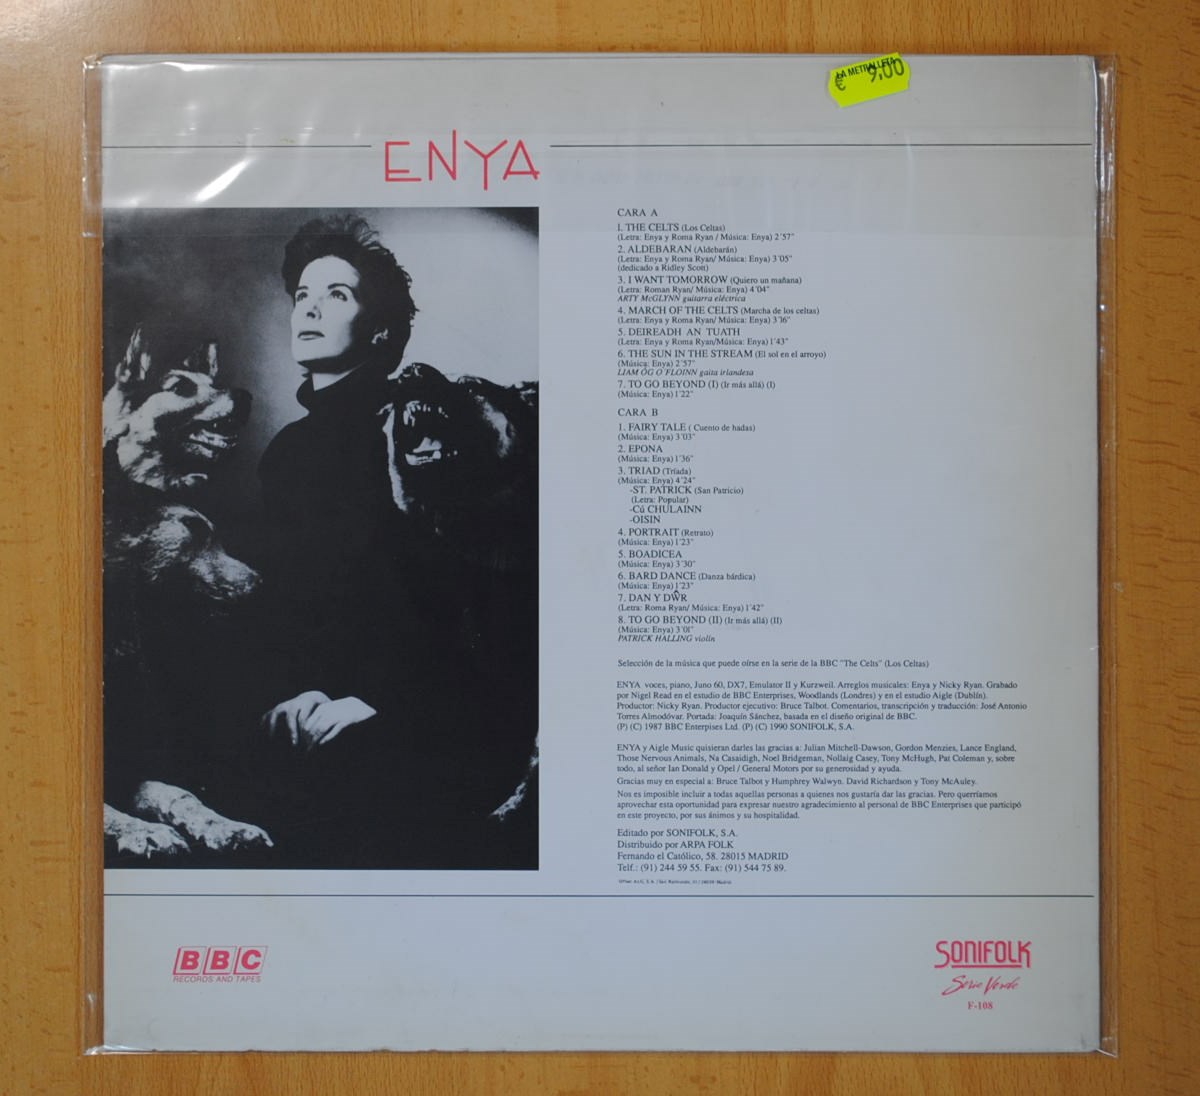 LA METRALLETA
€ 9,00
ENYA
CARA A
1. THE CELTS (Los Celtas)
(Letra: Enya y Roma Ryan / Música: Enya) 2´57"
2. ALDEBARAN (Aldebarán)
(Letra: Enya y Roma Ryan/ Música: Enya) 3´05"
(dedicado a Ridley Scott)
3. I WANT TOMORROW (Quiero un mañana)
(Letra: Roman Ryan/ Música: Enya) 4´04"
ARTY McGLYNN guitarra eléctrica
4. MARCH OF THE CELTS (Marcha de los celtas)
(Letra: Enya y Roma Ryan/ Música: Enya) 3´16"
5. DEIREADH AN TUATH
(Letra: Enya y Roma Ryan/Música: Enya) 1´43"
6. THE SUN IN THE STREAM (El sol en el arroyo)
(Música: Enya) 2´57"
LIAM ÓG O´FLOINN gaita irlandesa
7. TO GO BEYOND (I) (Ir más allá) (I)
(Música: Enya) 1´22"
CARA B
1. FAIRY TALE ( Cuento de hadas)
(Música: Enya) 3´03"
2. EPONA
(Música: Enya) 1´36"
3. TRIAD (Tríada)
(Música: Enya) 4´24"
-ST. PATRICK (San Patricio)
(Letra: Popular)
-Cú CHULAINN
-OISIN
4. PORTRAIT (Retrato)
(Música: Enya) 1´23"
5. BOADICEA
(Música: Enya) 3´30"
6. BARD DANCE (Danza bárdica)
(Música: Enya) 1´23"
7. DAN Y DŴR
(Letra: Roma Ryan/ Música: Enya) 1´42"
8. TO GO BEYOND (II) (Ir más allá) (II)
(Música: Enya) 3´01"
PATRICK HALLING violín
Selección de la música que puede oírse en la serie de la BBC "The Celts" (Los Celtas)
ENYA voces, piano, Juno 60, DX7, Emulator II y Kurzweil. Arreglos musicales: Enya y Nicky Ryan. Grabado
por Nigel Read en el estudio de BBC Enterprises, Woodlands (Londres) y en el estudio Aigle (Dublín).
Productor: Nicky Ryan. Productor ejecutivo: Bruce Talbot. Comentarios, transcripción y traducción: José Antonio
Torres Almodóvar. Portada: Joaquín Sánchez, basada en el diseño original de BBC.
(P) (C) 1987 BBC Enterpises Ltd. (P) (C) 1990 SONIFOLK, S.A.
ENYA y Aigle Music quisieran darles las gracias a: Julian Mitchell-Dawson, Gordon Menzies, Lance England,
Those Nervous Animals, Na Casaidigh, Noel Bridgeman, Nollaig Casey, Tony McHugh, Pat Coleman y, sobre
todo, al señor Ian Donald y Opel / General Motors por su generosidad y ayuda.
Gracias muy en especial a: Bruce Talbot y Humphrey Walwyn. David Richardson y Tony McAuley.
Nos es imposible incluir a todas aquellas personas a quienes nos gustaría dar las gracias. Pero querríamos
aprovechar esta oportunidad para expresar nuestro agradecimiento al personal de BBC Enterprises que participó
en este proyecto, por sus ánimos y su hospitalidad.
Editado por SONIFOLK, S.A.
Distribuido por ARPA FOLK
Fernando el Católico, 58. 28015 MADRID
Telf.: (91) 244 59 55. Fax: (91) 544 75 89.
BBC
RECORDS AND TAPES
SONIFOLK
Serie Verde
F-108